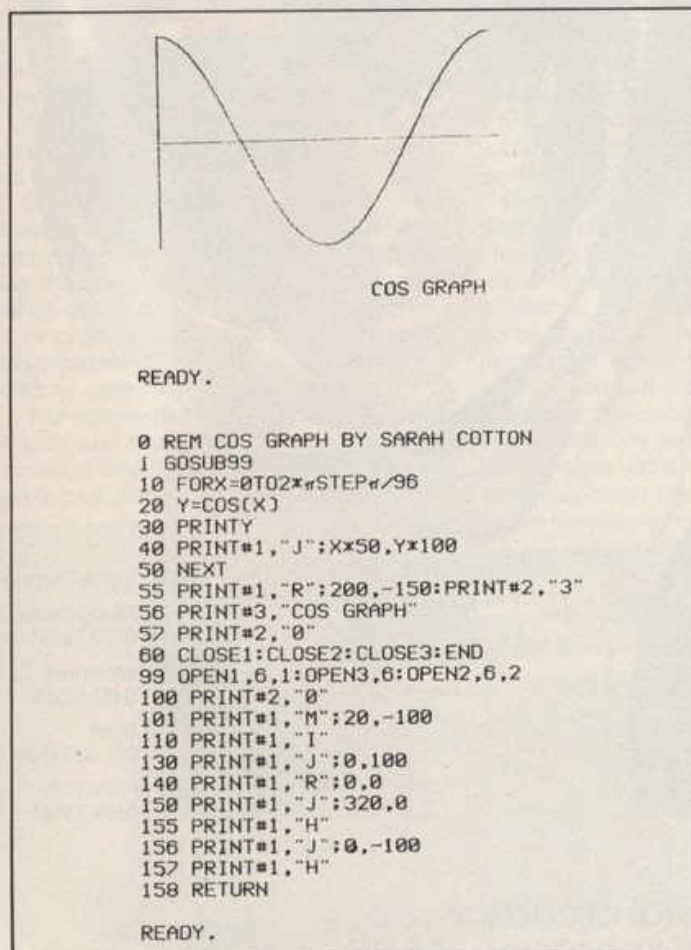 COS GRAPH
READY.
0 REM COS GRAPH BY SARAH COTTON
1 GOSUB99
10 FORX=0TO2*πSTEPπ/96
20 Y=COS(X)
30 PRINTY
40 PRINT#1,"J";X*50,Y*100
50 NEXT
55 PRINT#1,"R";200,-150:PRINT#2,"3"
56 PRINT#3,"COS GRAPH"
57 PRINT#2,"0"
60 CLOSE1:CLOSE2:CLOSE3:END
99 OPEN1,6,1:OPEN3,6:OPEN2,6,2
100 PRINT#2,"0"
101 PRINT#1,"M";20,-100
110 PRINT#1,"I"
130 PRINT#1,"J";0,100
140 PRINT#1,"R";0,0
150 PRINT#1,"J";320,0
155 PRINT#1,"H"
156 PRINT#1,"J";0,-100
157 PRINT#1,"H"
158 RETURN
READY.